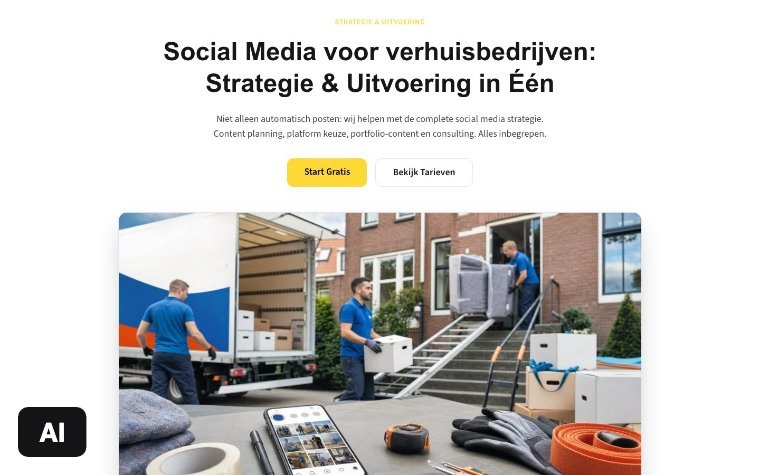 STRATEGIE & UITVOERING
Social Media voor verhuisbedrijven:
Strategie & Uitvoering in Één
Niet alleen automatisch posten: wij helpen met de complete social media strategie.
Content planning, platform keuze, portfolio-content en consulting. Alles inbegrepen.
Start Gratis
Bekijk Tarieven
AI